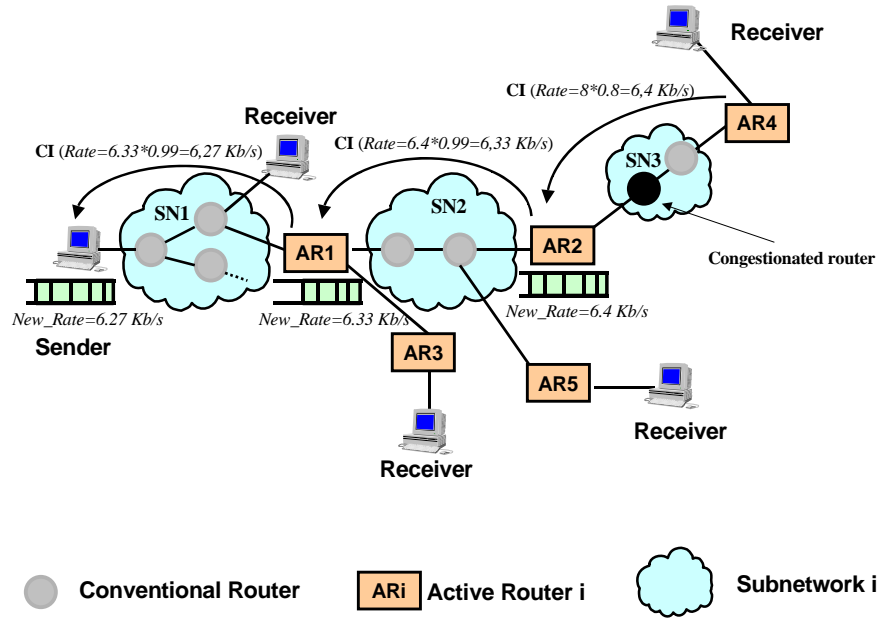 Receiver
CI (Rate=8*0.8=6,4 Kb/s)
AR4
Receiver
CI (Rate=6.33*0.99=6,27 Kb/s)
CI (Rate=6.4*0.99=6,33 Kb/s)
SN3
SN1
SN2
AR1
AR2
Congestionated router
New_Rate=6.27 Kb/s
New_Rate=6.33 Kb/s
New_Rate=6.4 Kb/s
Sender
AR3
AR5
Receiver
Receiver
Conventional Router
ARi
Active Router i
Subnetwork i